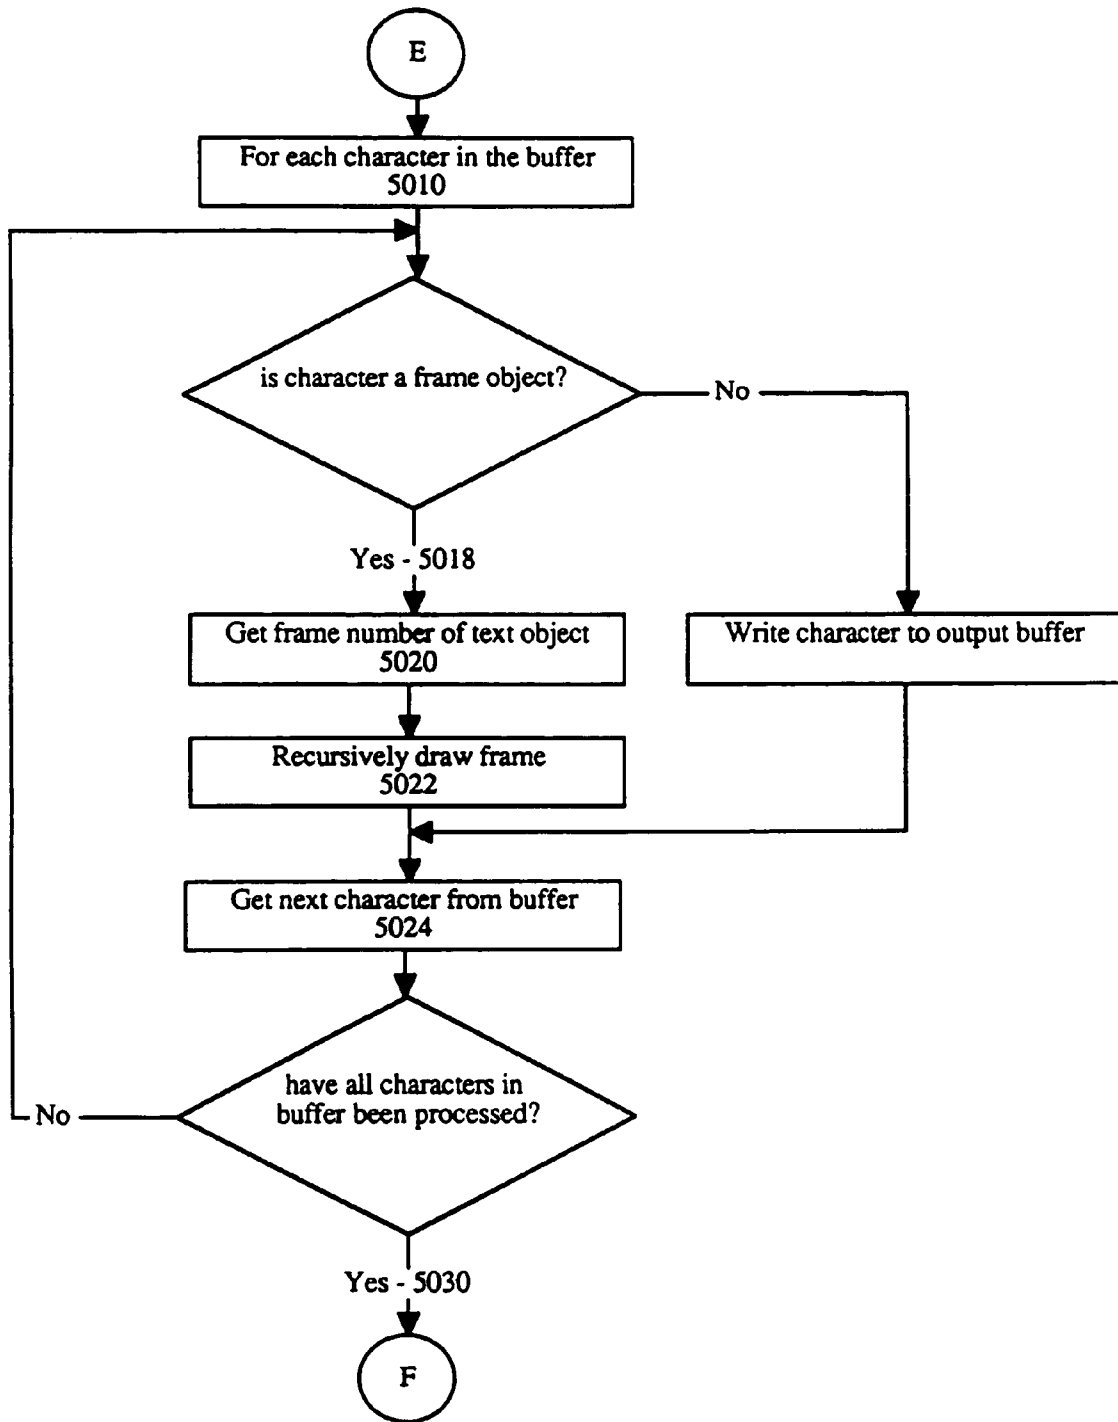 E
For each character in the buffer
5010
is character a frame object?
No
Yes - 5018
Get frame number of text object
5020
Write character to output buffer
Recursively draw frame
5022
Get next character from buffer
5024
have all characters in
buffer been processed?
No
Yes - 5030
F